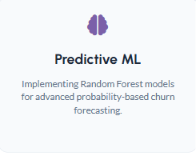 Predictive ML
Implementing Random Forest models
for advanced probability-based churn
forecasting.